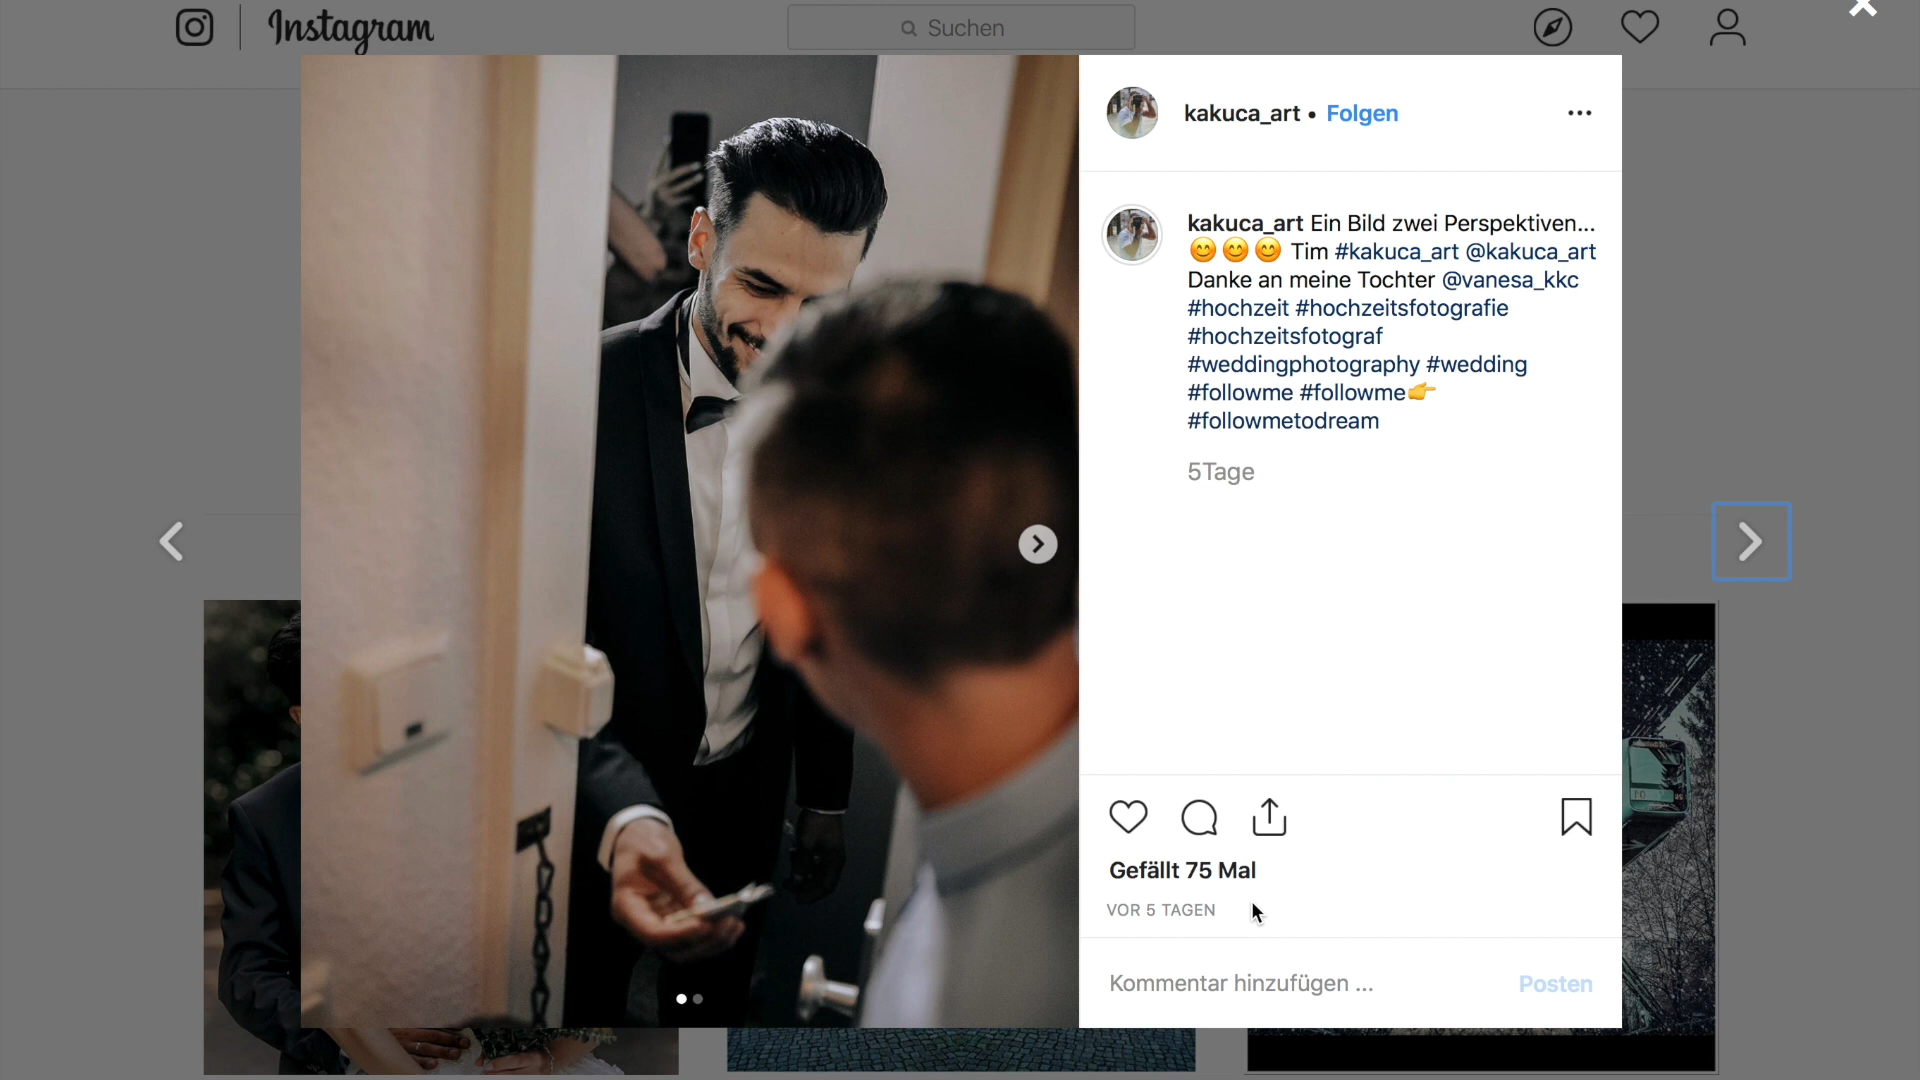 Instagram
Suchen
kakuca_art • Folgen
kakuca_art Ein Bild zwei Perspektiven...
😊😊😊 Tim #kakuca_art @kakuca_art
Danke an meine Tochter @vanesa_kkc
#hochzeit #hochzeitsfotografie
#hochzeitsfotograf
#weddingphotography #wedding
#followme #followme👉
#followmetodream
5Tage
Gefällt 75 Mal
VOR 5 TAGEN
Kommentar hinzufügen ...
Posten